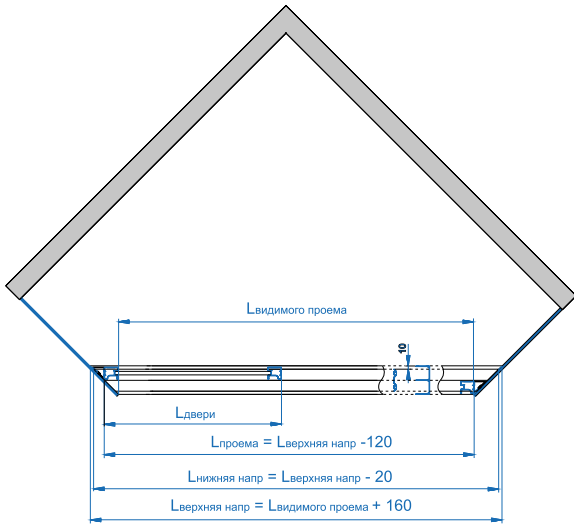 Lвидимого проема
10
Lдвери
Lпроема = Lверхняя напр -120
Lнижняя напр = Lверхняя напр - 20
Lверхняя напр = Lвидимого проема + 160